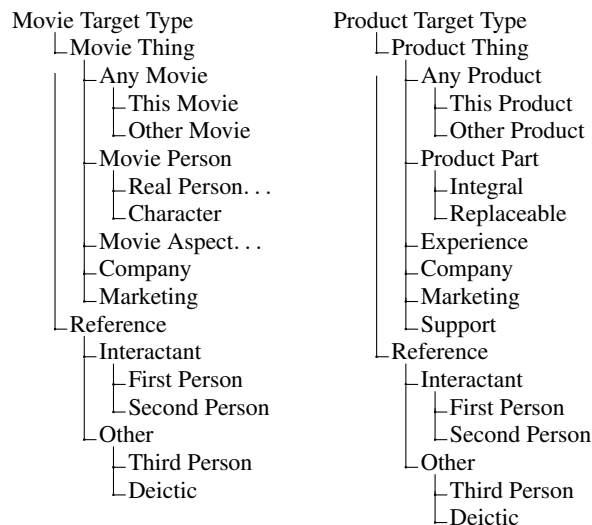 Movie Target Type
Movie Thing
Any Movie
This Movie
Other Movie
Movie Person
Real Person. . .
Character
Movie Aspect. . .
Company
Marketing
Reference
Interactant
First Person
Second Person
Other
Third Person
Deictic
Product Target Type
Product Thing
Any Product
This Product
Other Product
Product Part
Integral
Replaceable
Experience
Company
Marketing
Support
Reference
Interactant
First Person
Second Person
Other
Third Person
Deictic